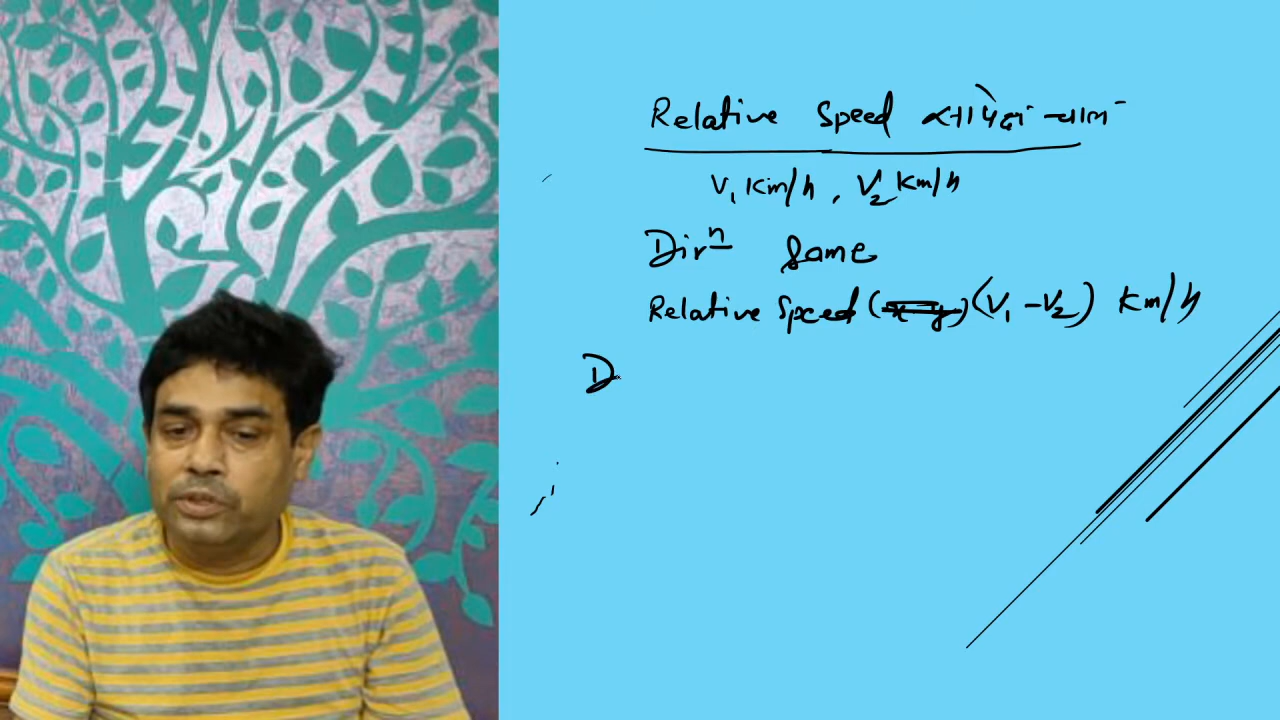 Relative Speed
V₁ Km/h, V₂ Km/h
Dirⁿ Same
Relative Speed (V₁ - V₂) Km/h
D